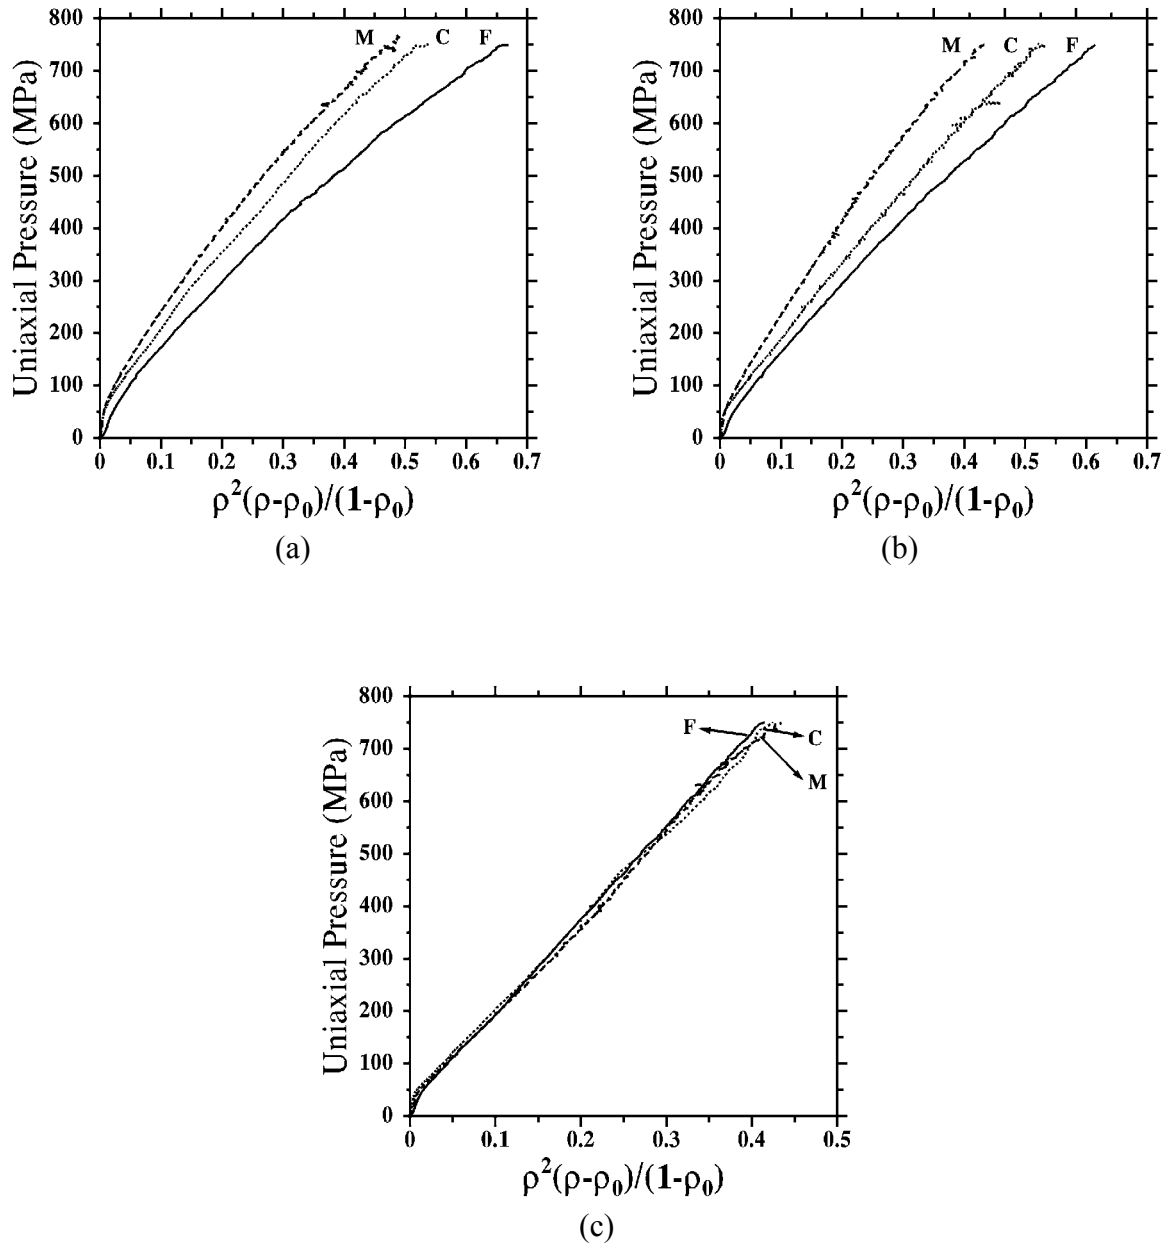 800
700
600
500
400
300
200
100
0
Uniaxial Pressure (MPa)
M C F
0 0.1 0.2 0.3 0.4 0.5 0.6 0.7
ρ²(ρ-ρ₀)/(1-ρ₀)
(a)
800
700
600
500
400
300
200
100
0
Uniaxial Pressure (MPa)
M C F
0 0.1 0.2 0.3 0.4 0.5 0.6 0.7
ρ²(ρ-ρ₀)/(1-ρ₀)
(b)
800
700
600
500
400
300
200
100
0
Uniaxial Pressure (MPa)
F
C
M
0 0.1 0.2 0.3 0.4 0.5
ρ²(ρ-ρ₀)/(1-ρ₀)
(c)